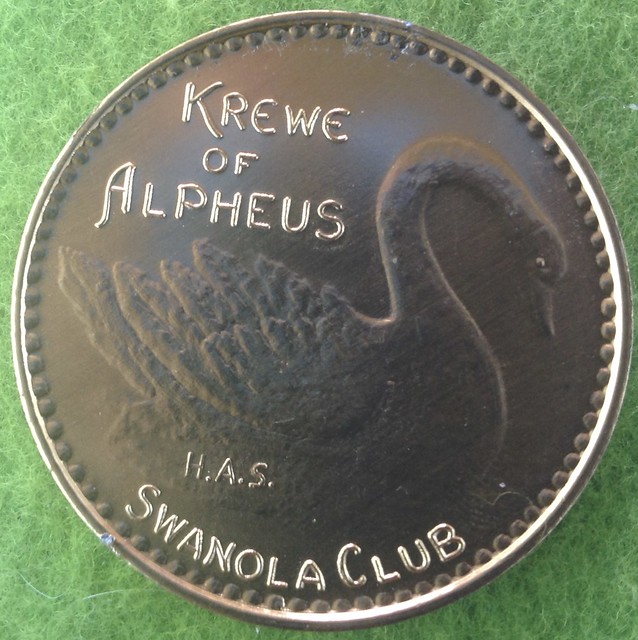 KREWE
OF
ALPHEUS
H.A.S.
SWANOLA CLUB